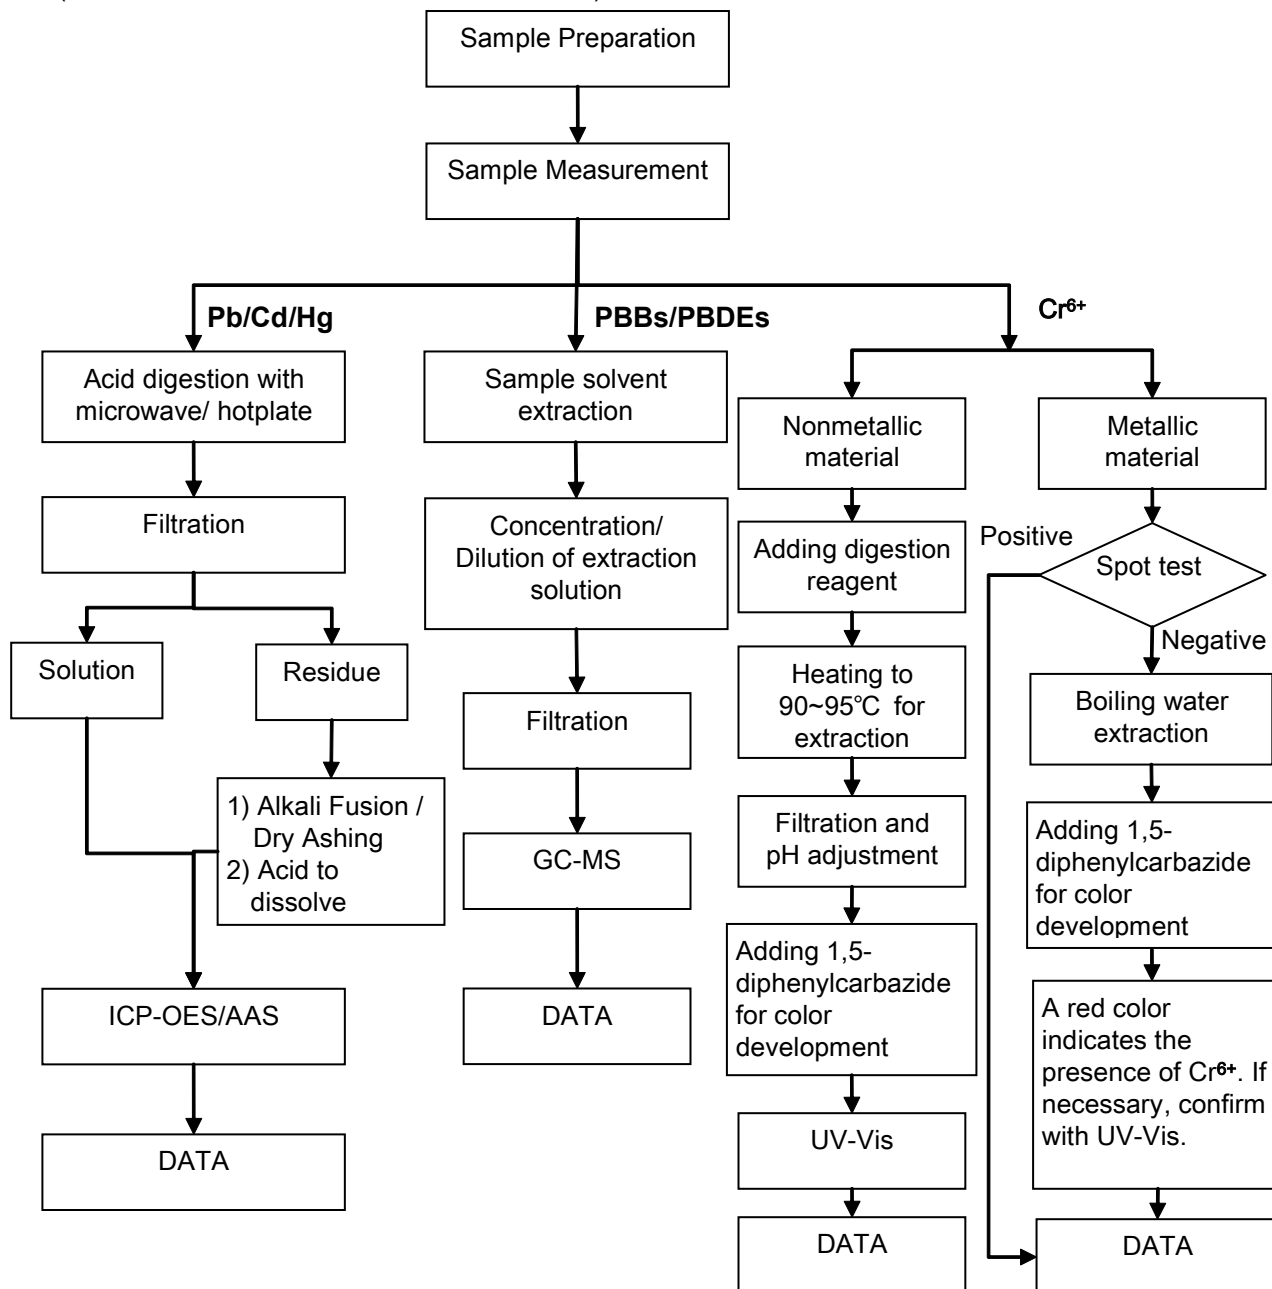 Sample Preparation
Sample Measurement
Pb/Cd/Hg
PBBs/PBDEs
Cr⁶⁺
Acid digestion with
microwave/ hotplate
Filtration
Solution
Residue
1) Alkali Fusion /
Dry Ashing
2) Acid to
dissolve
ICP-OES/AAS
DATA
Sample solvent
extraction
Concentration/
Dilution of extraction
solution
Filtration
GC-MS
DATA
Nonmetallic
material
Adding digestion
reagent
Heating to
90~95℃ for
extraction
Filtration and
pH adjustment
Adding 1,5-
diphenylcarbazide
for color
development
UV-Vis
DATA
Metallic
material
Positive
Spot test
Negative
Boiling water
extraction
Adding 1,5-
diphenylcarbazide
for color
development
A red color
indicates the
presence of Cr⁶⁺. If
necessary, confirm
with UV-Vis.
DATA